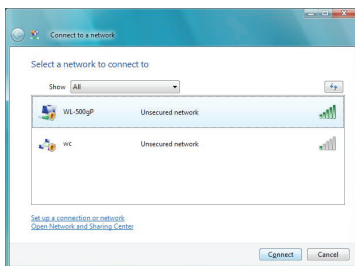 Connect to a network
Select a network to connect to
Show All
WL-500gP Unsecured network
wc Unsecured network
Set up a connection or network
Open Network and Sharing Center
Connect Cancel